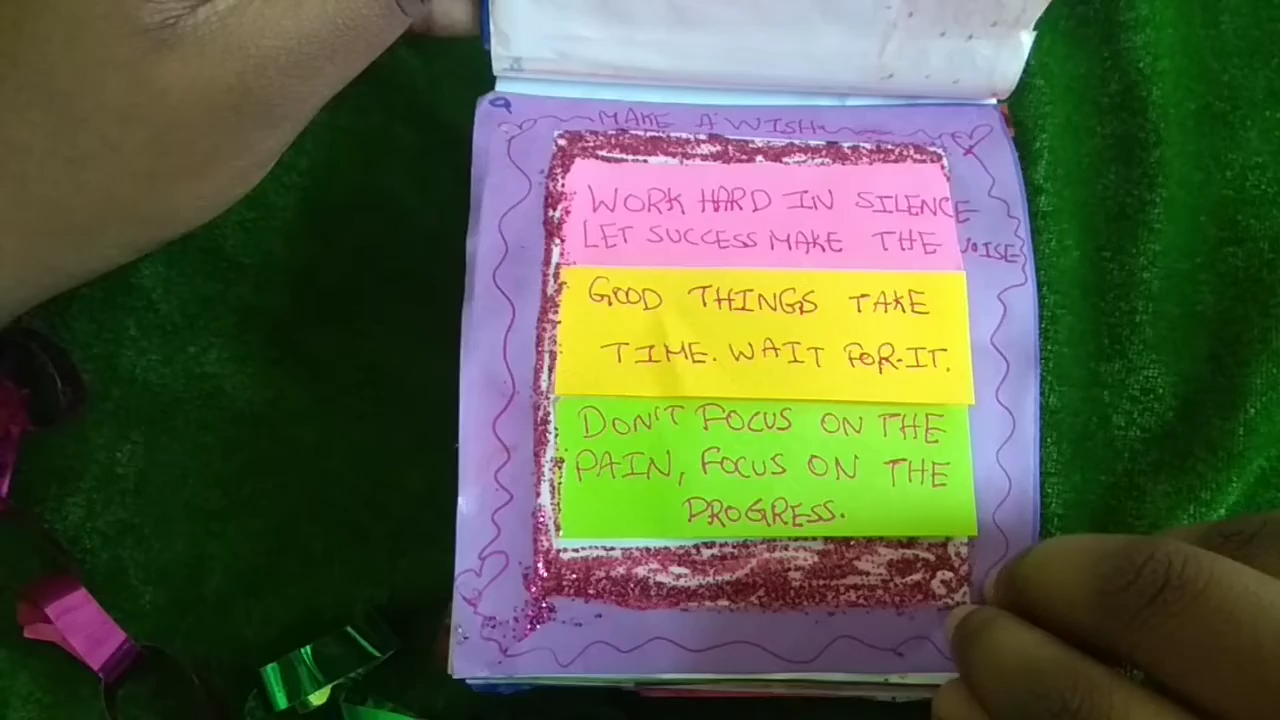 MAKE A WISH
WORK HARD IN SILENCE
LET SUCCESS MAKE THE NOISE
GOOD THINGS TAKE
TIME. WAIT FOR-IT.
DON'T FOCUS ON THE
PAIN, FOCUS ON THE
PROGRESS.